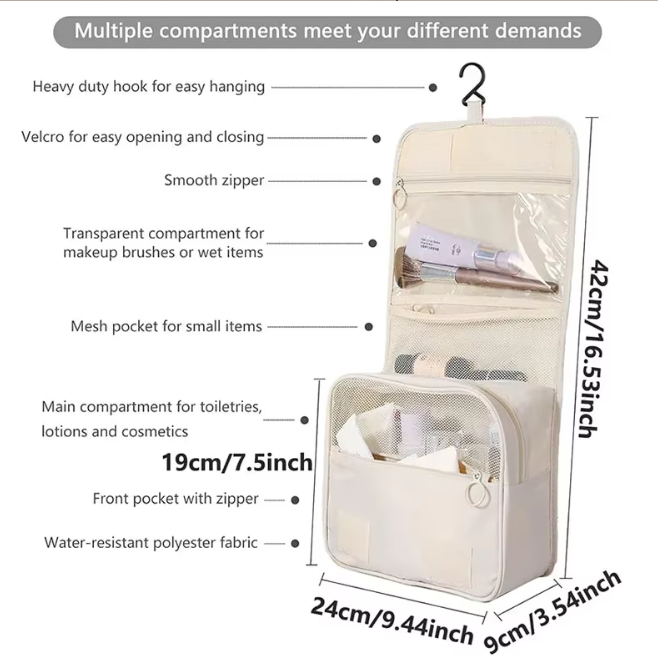 Multiple compartments meet your different demands
Heavy duty hook for easy hanging
Velcro for easy opening and closing
Smooth zipper
Transparent compartment for
makeup brushes or wet items
Mesh pocket for small items
Main compartment for toiletries,
lotions and cosmetics
19cm/7.5inch
Front pocket with zipper
Water-resistant polyester fabric
42cm/16.53inch
24cm/9.44inch
9cm/3.54inch